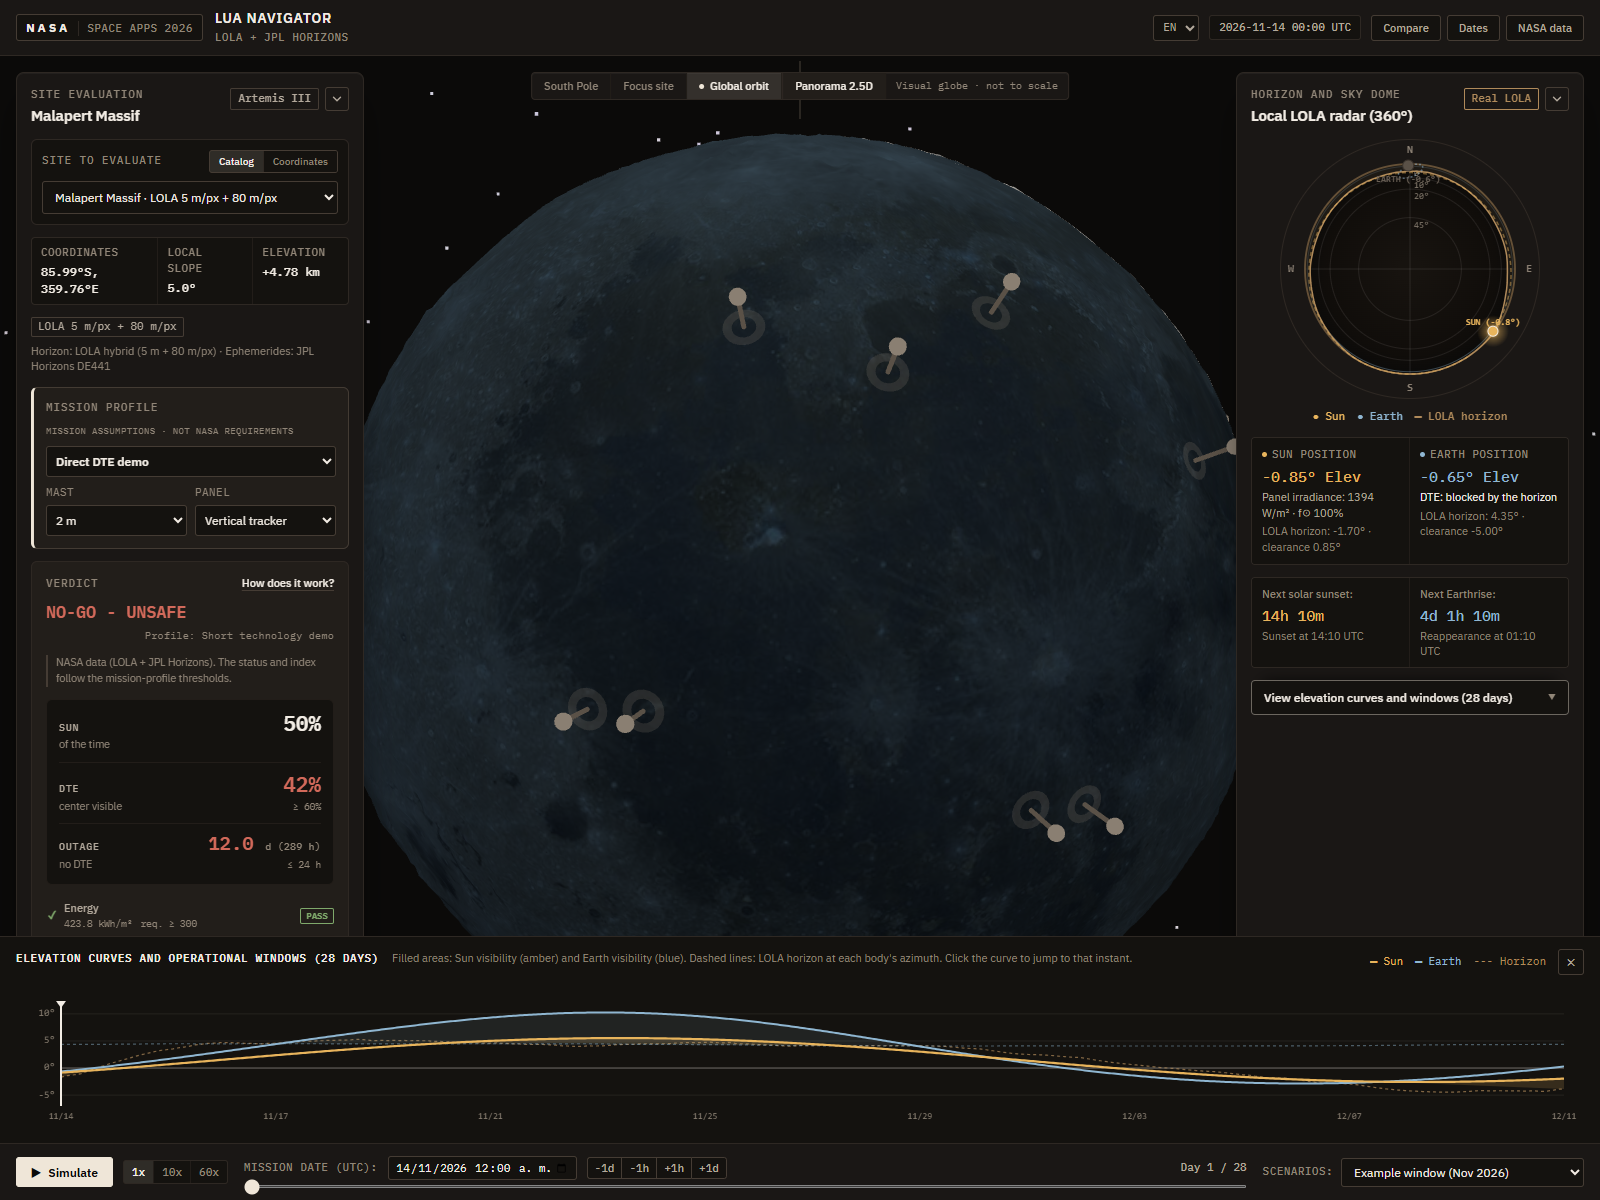 NASA SPACE APPS 2026
LUA NAVIGATOR
LOLA + JPL HORIZONS
EN
2026-11-14 00:00 UTC
Compare
Dates
NASA data
South Pole
Focus site
Global orbit
Panorama 2.5D
Visual globe · not to scale
SITE EVALUATION
Malapert Massif
Artemis III
SITE TO EVALUATE
Catalog
Coordinates
Malapert Massif · LOLA 5 m/px + 80 m/px
COORDINATES
85.99°S,
359.76°E
LOCAL
SLOPE
5.0°
ELEVATION
+4.78 km
LOLA 5 m/px + 80 m/px
Horizon: LOLA hybrid (5 m + 80 m/px) · Ephemerides: JPL
Horizons DE441
MISSION PROFILE
MISSION ASSUMPTIONS · NOT NASA REQUIREMENTS
Direct DTE demo
MAST
2 m
PANEL
Vertical tracker
VERDICT
How does it work?
NO-GO - UNSAFE
Profile: Short technology demo
NASA data (LOLA + JPL Horizons). The status and index
follow the mission-profile thresholds.
SUN
of the time
50%
DTE
center visible
42%
≥ 60%
OUTAGE
no DTE
12.0 d (289 h)
≤ 24 h
✓ Energy
423.8 kWh/m² req. ≥ 300
PASS
HORIZON AND SKY DOME
Local LOLA radar (360°)
Real LOLA
N
EARTH (-0.6°)
10°
20°
45°
W
E
SUN (-0.8°)
S
Sun
Earth
LOLA horizon
SUN POSITION
-0.85° Elev
Panel irradiance: 1394
W/m² · f⊙ 100%
LOLA horizon: -1.70° ·
clearance 0.85°
EARTH POSITION
-0.65° Elev
DTE: blocked by the horizon
LOLA horizon: 4.35° ·
clearance -5.00°
Next solar sunset:
14h 10m
Sunset at 14:10 UTC
Next Earthrise:
4d 1h 10m
Reappearance at 01:10
UTC
View elevation curves and windows (28 days)
ELEVATION CURVES AND OPERATIONAL WINDOWS (28 DAYS)
Filled areas: Sun visibility (amber) and Earth visibility (blue). Dashed lines: LOLA horizon at each body's azimuth. Click the curve to jump to that instant.
Sun
Earth
--- Horizon
10°
5°
0°
-5°
11/14
11/17
11/21
11/25
11/29
12/03
12/07
12/11
Simulate
1x
10x
60x
MISSION DATE (UTC):
14/11/2026 12:00 a. m.
-1d
-1h
+1h
+1d
Day 1 / 28
SCENARIOS:
Example window (Nov 2026)